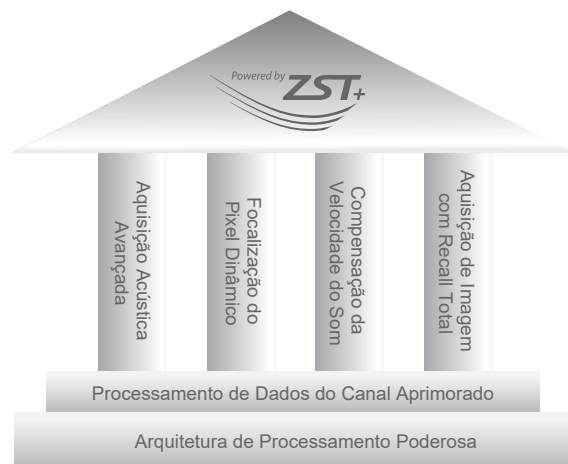 Powered by
ZST+
Aquisição Acústica
Avançada
Focalização do
Pixel Dinâmico
Compensação da
Velocidade do Som
Aquisição de Imagem
com Recall Total
Processamento de Dados do Canal Aprimorado
Arquitetura de Processamento Poderosa